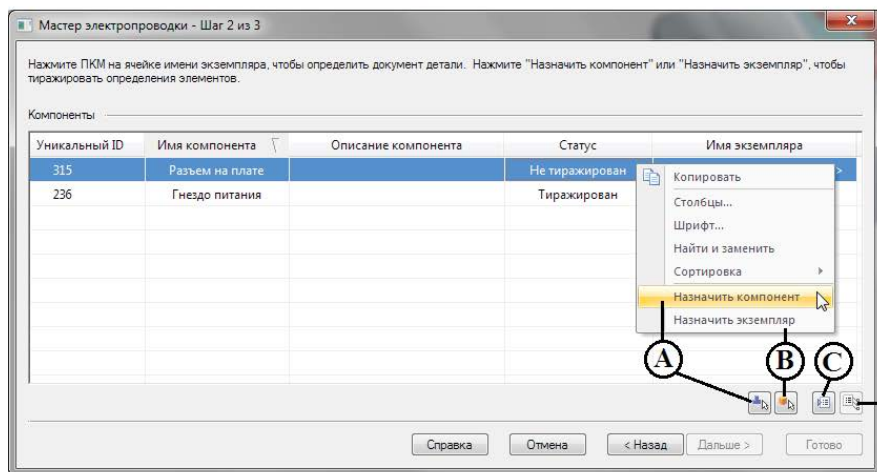 Мастер электропроводки - Шаг 2 из 3
Нажмите ПКМ на ячейке имени экземпляра, чтобы определить документ детали. Нажмите "Назначить компонент" или "Назначить экземпляр", чтобы
тиражировать определения элементов.
Компоненты
Уникальный ID Имя компонента Описание компонента Статус Имя экземпляра
315 Разъем на плате Не тиражирован >
236 Гнездо питания Тиражирован
Копировать
Столбцы...
Шрифт...
Найти и заменить
Сортировка
Назначить компонент
Назначить экземпляр
A B C
Справка Отмена < Назад Дальше > Готово